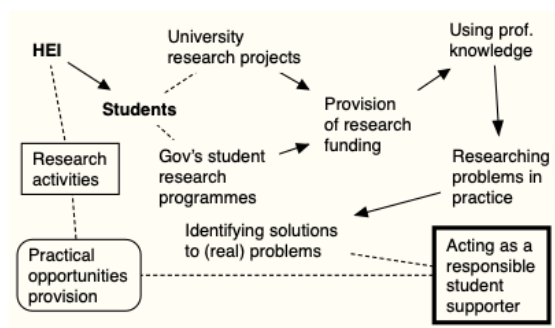 HEI
Students
University
research projects
Gov's student
research
programmes
Provision
of research
funding
Using prof.
knowledge
Researching
problems in
practice
Identifying solutions
to (real) problems
Research
activities
Practical
opportunities
provision
Acting as a
responsible
student
supporter